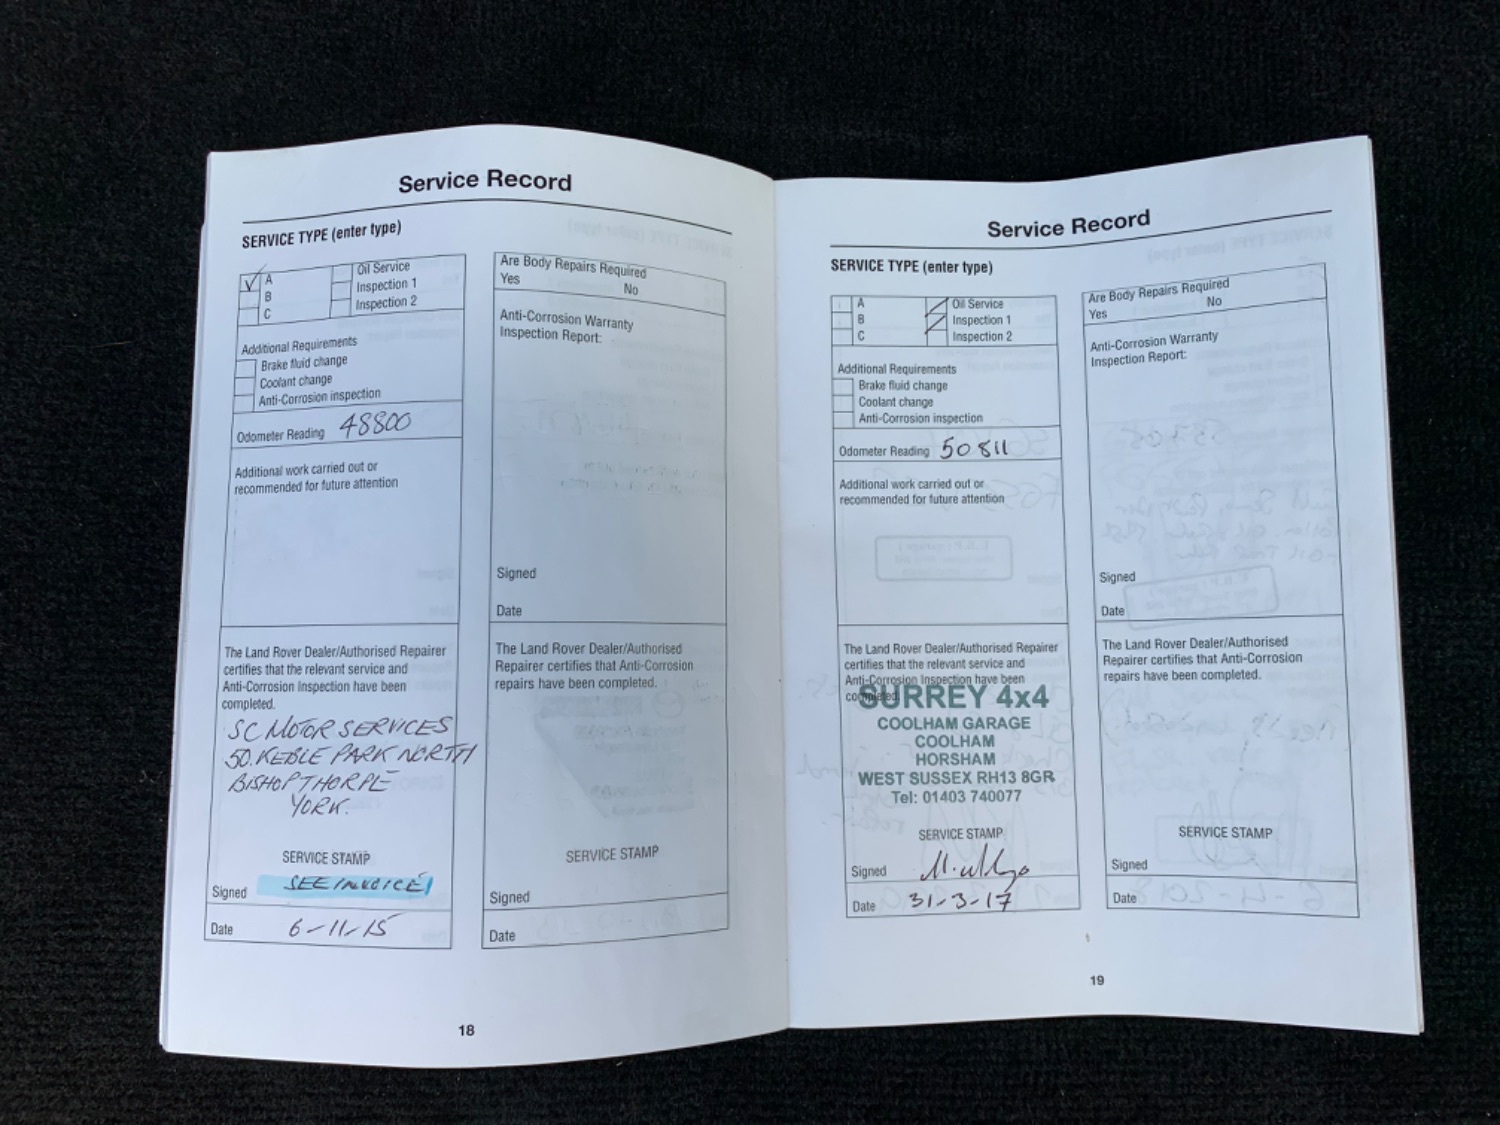 Service Record
SERVICE TYPE (enter type)
A
B
C
Oil Service
Inspection 1
Inspection 2
Additional Requirements
Brake fluid change
Coolant change
Anti-Corrosion inspection
Odometer Reading 48800
Additional work carried out or
recommended for future attention
The Land Rover Dealer/Authorised Repairer
certifies that the relevant service and
Anti-Corrosion Inspection have been
completed.
SC MOTOR SERVICES
50. KEBLE PARK NORTH
BISHOPTHORPE
YORK.
SERVICE STAMP
Signed SEE INVOICE
Date 6-11-15
Are Body Repairs Required
Yes No
Anti-Corrosion Warranty
Inspection Report:
Signed
Date
The Land Rover Dealer/Authorised
Repairer certifies that Anti-Corrosion
repairs have been completed.
SERVICE STAMP
Signed
Date
18
Service Record
SERVICE TYPE (enter type)
A
B
C
Oil Service
Inspection 1
Inspection 2
Additional Requirements
Brake fluid change
Coolant change
Anti-Corrosion inspection
Odometer Reading 50811
Additional work carried out or
recommended for future attention
The Land Rover Dealer/Authorised Repairer
certifies that the relevant service and
Anti-Corrosion Inspection have been
completed.
SURREY 4x4
COOLHAM GARAGE
COOLHAM
HORSHAM
WEST SUSSEX RH13 8GR
Tel: 01403 740077
SERVICE STAMP
Signed
Date 31-3-17
Are Body Repairs Required
Yes No
Anti-Corrosion Warranty
Inspection Report:
Signed
Date
The Land Rover Dealer/Authorised
Repairer certifies that Anti-Corrosion
repairs have been completed.
SERVICE STAMP
Signed
Date
19